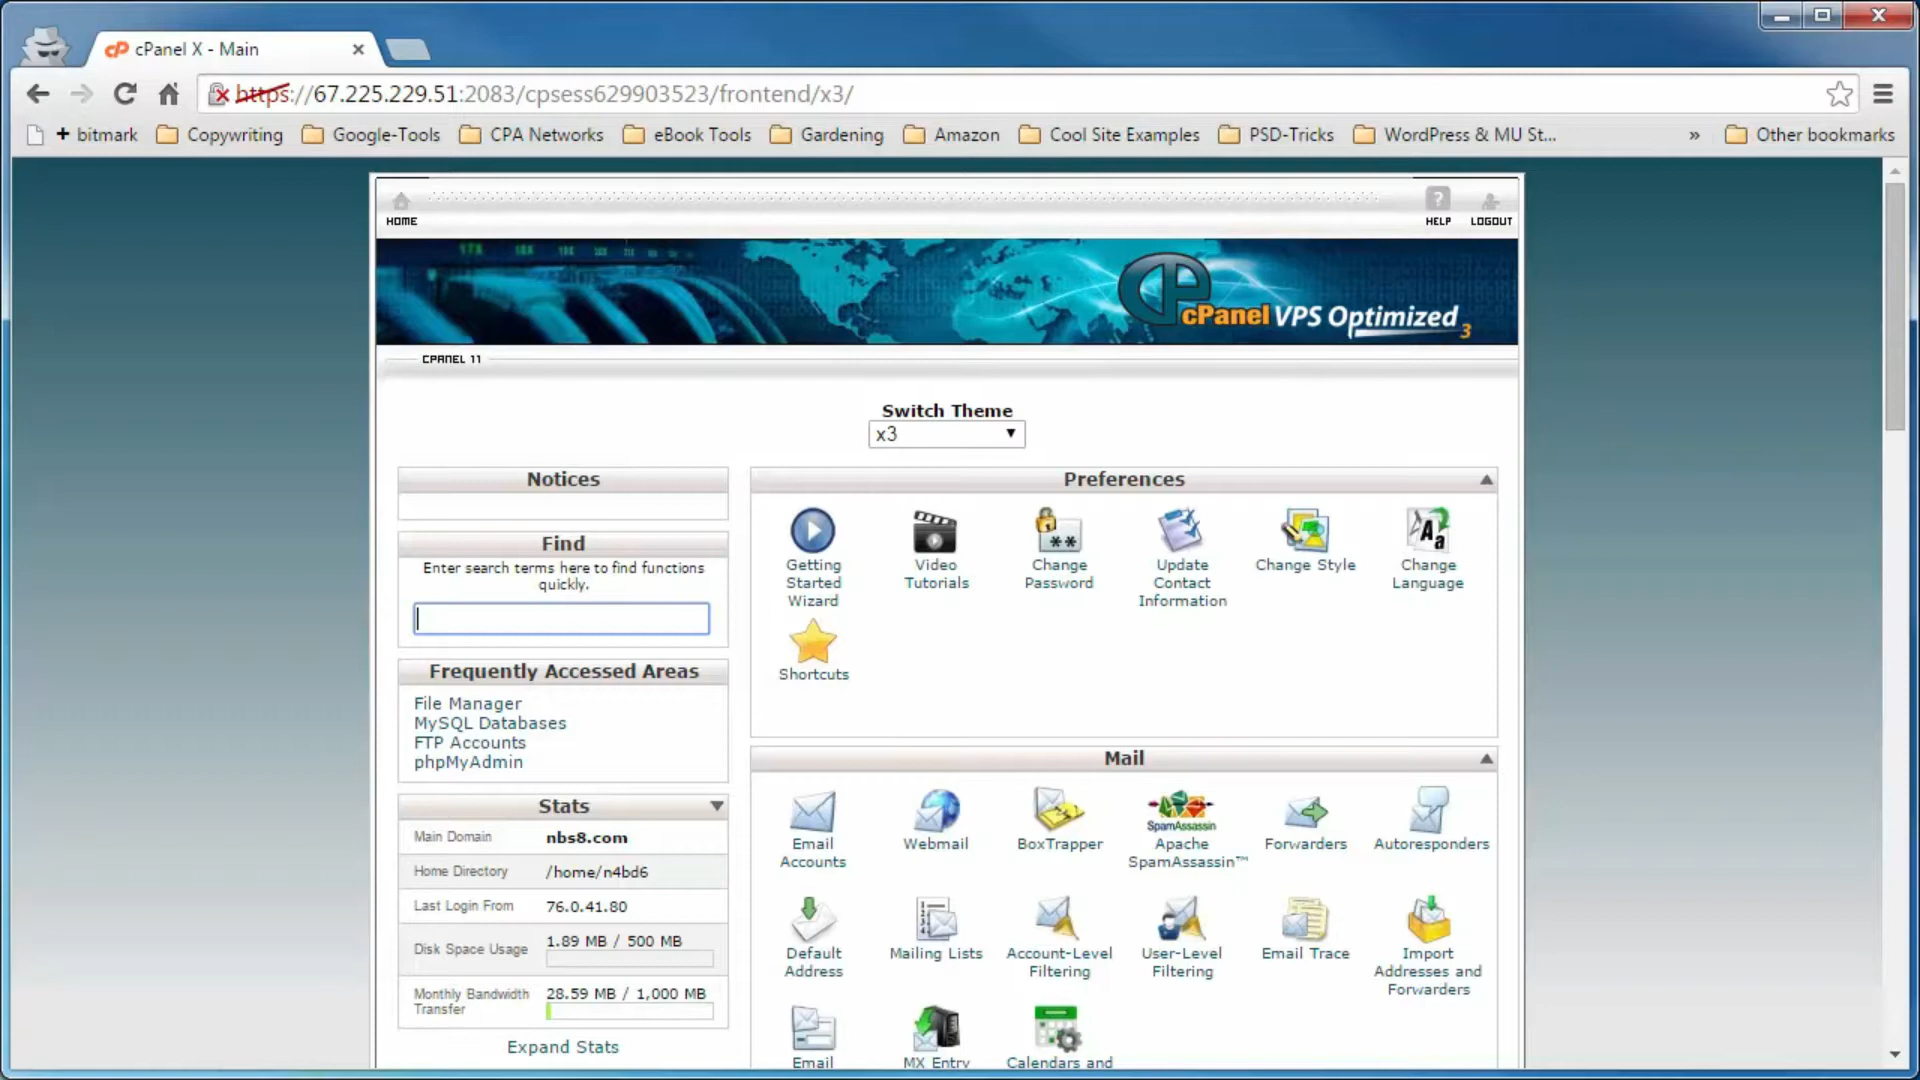 cPanel X - Main
https://67.225.229.51:2083/cpsess629903523/frontend/x3/
+ bitmark Copywriting Google-Tools CPA Networks eBook Tools Gardening Amazon Cool Site Examples PSD-Tricks WordPress & MU St... » Other bookmarks
HOME
HELP LOGOUT
cPanel VPS Optimized 3
CPANEL 11
Switch Theme
x3
Notices
Find
Enter search terms here to find functions
quickly.
Frequently Accessed Areas
File Manager
MySQL Databases
FTP Accounts
phpMyAdmin
Stats
Main Domain nbs8.com
Home Directory /home/n4bd6
Last Login From 76.0.41.80
Disk Space Usage 1.89 MB / 500 MB
Monthly Bandwidth
Transfer
28.59 MB / 1,000 MB
Expand Stats
Preferences
Getting
Started
Wizard
Video
Tutorials
Change
Password
Update
Contact
Information
Change Style
Change
Language
Shortcuts
Mail
Email
Accounts
Webmail
BoxTrapper
SpamAssassin
Apache
SpamAssassin™
Forwarders
Autoresponders
Default
Address
Mailing Lists
Account-Level
Filtering
User-Level
Filtering
Email Trace
Import
Addresses and
Forwarders
Email
MX Entry
Calendars and